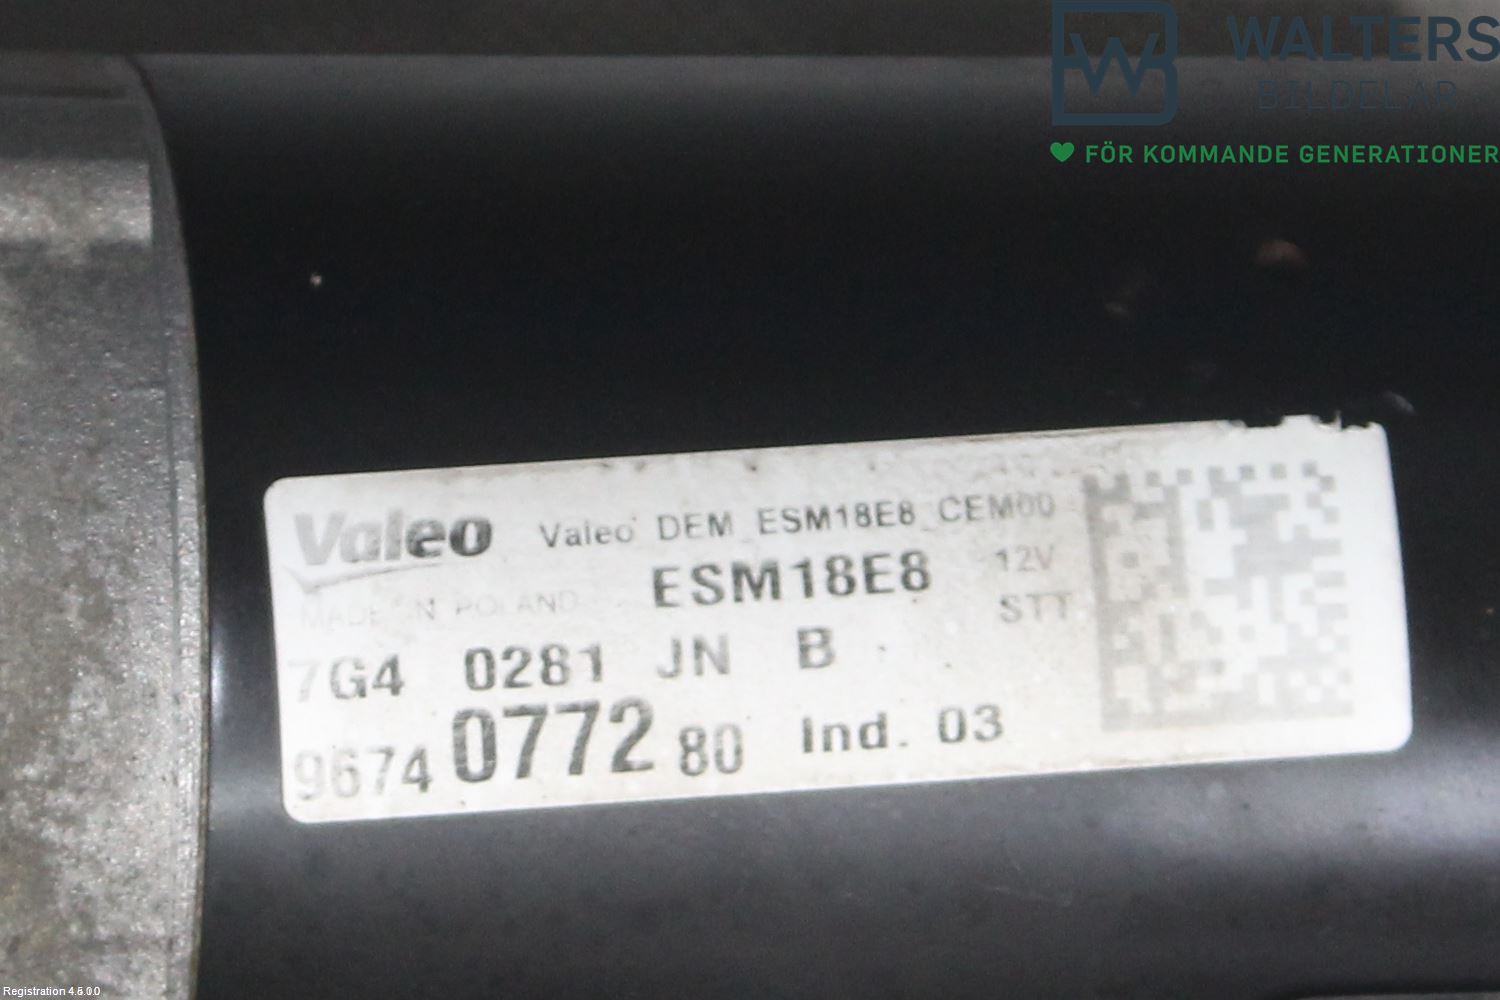 WALTERS
BILDELAR
FÖR KOMMANDE GENERATIONER
Valeo Valeo DEM_ESM18E8_CEM00
MADE IN POLAND ESM18E8 12V
STT
7G4 0281 JN B
9674 0772 80 Ind. 03
Registration 4.6.0.0